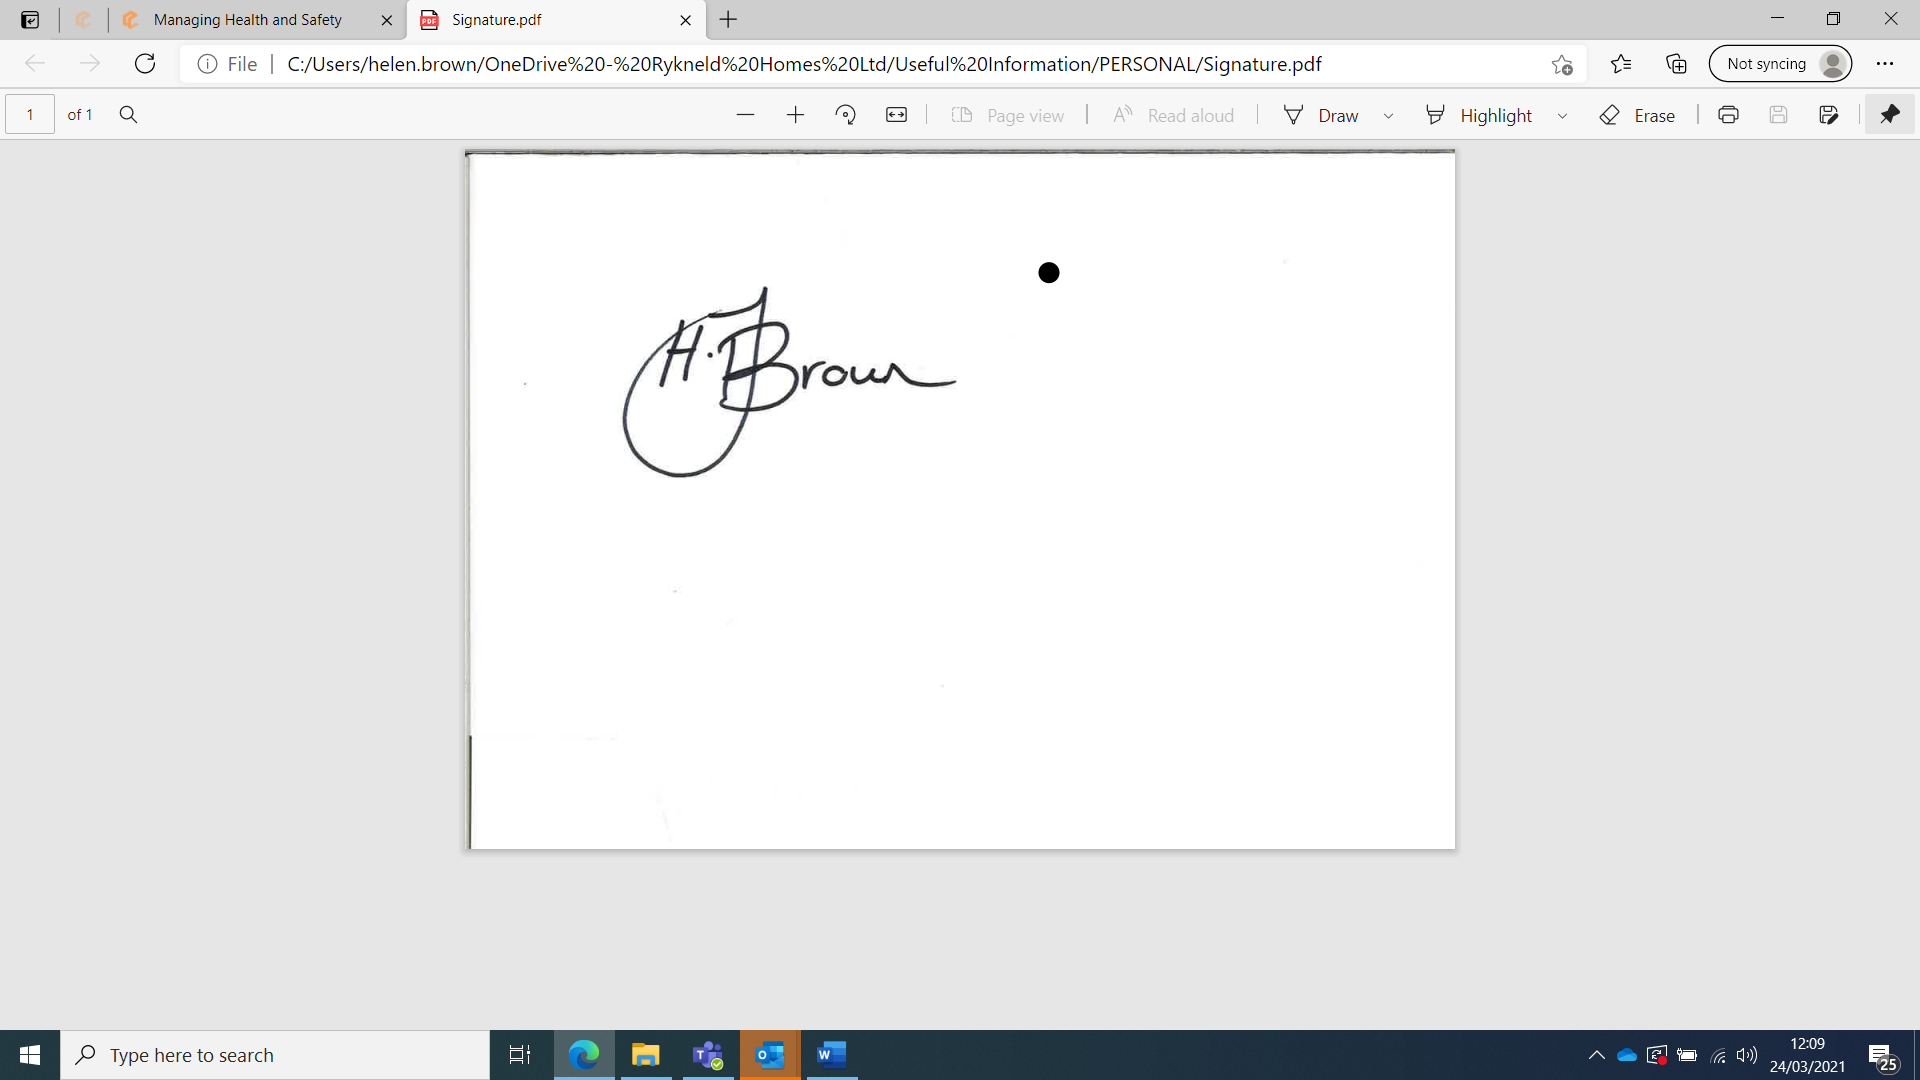 Managing Health and Safety
Signature.pdf
File
C:/Users/helen.brown/OneDrive%20-%20Rykneld%20Homes%20Ltd/Useful%20Information/PERSONAL/Signature.pdf
Not syncing
1 of 1
Page view
Read aloud
Draw
Highlight
Erase
H. Brown
Type here to search
12:09
24/03/2021
25